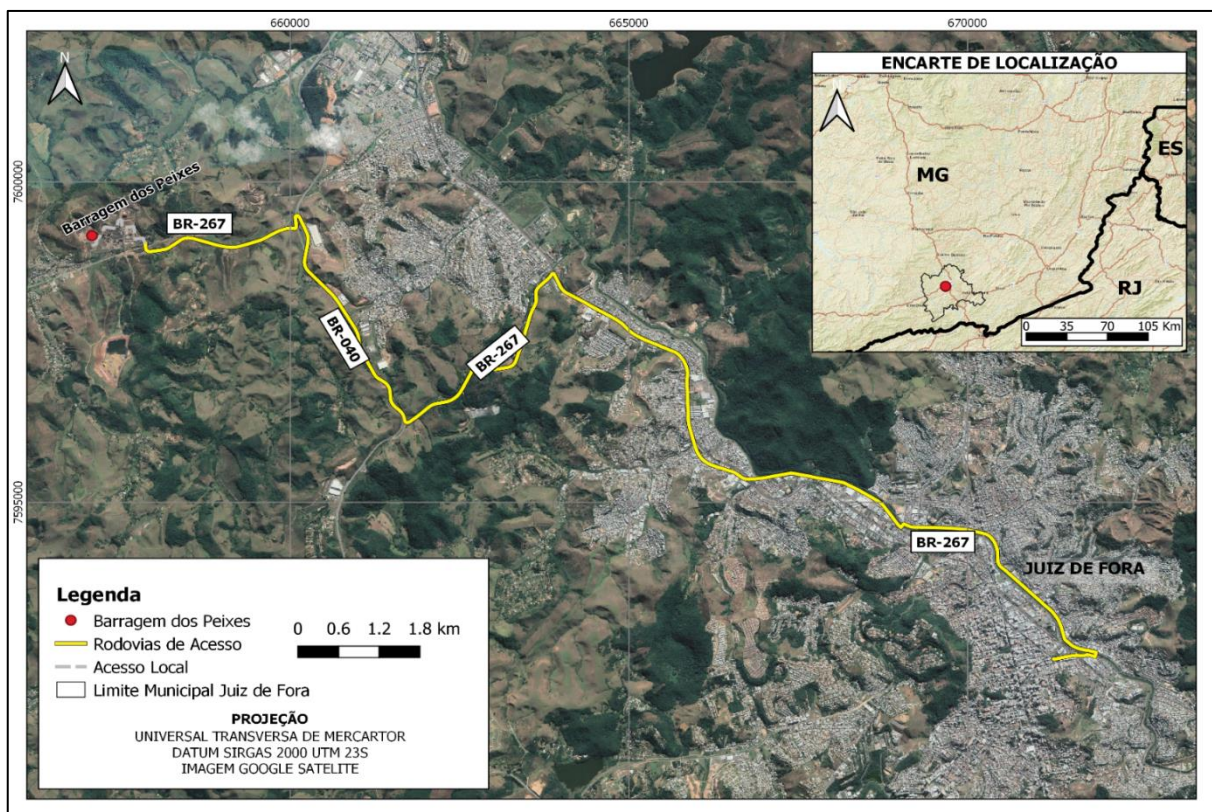 660000
665000
670000
N
ENCARTE DE LOCALIZAÇÃO
ES
MG
RJ
0 35 70 105 Km
7600000
Barragem dos Peixes
BR-267
BR-040
BR-267
7595000
BR-267
JUIZ DE FORA
Legenda
Barragem dos Peixes
Rodovias de Acesso
Acesso Local
Limite Municipal Juiz de Fora
0 0.6 1.2 1.8 km
PROJEÇÃO
UNIVERSAL TRANSVERSA DE MERCARTOR
DATUM SIRGAS 2000 UTM 23S
IMAGEM GOOGLE SATELITE